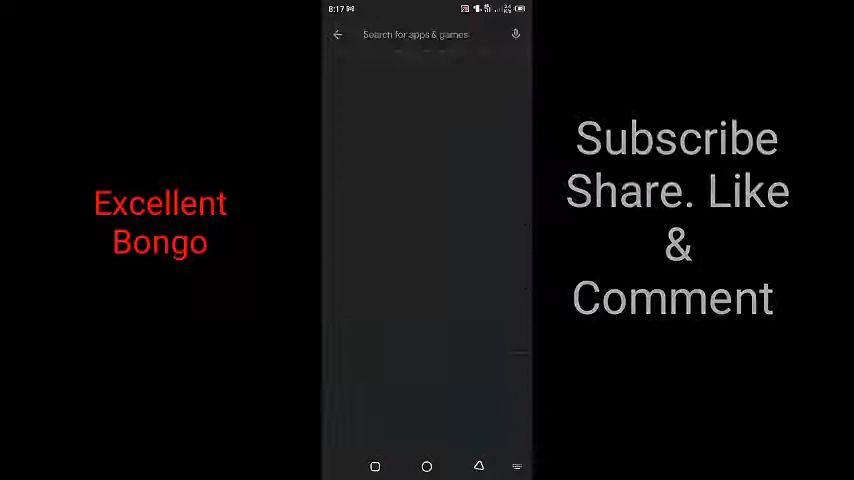 8:17
Search for apps & games
Excellent
Bongo
Subscribe
Share. Like
&
Comment